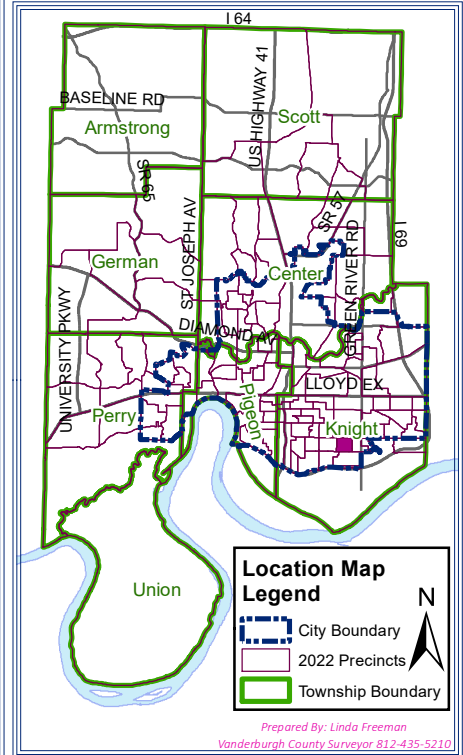 I 64
BASELINE RD
Armstrong
Scott
US HIGHWAY 41
SR 65
SR 57
ST JOSEPH AV
I 69
German
Center
GREEN RIVER RD
UNIVERSITY PKWY
DIAMOND AV
LLOYD EX
Perry
Pigeon
Knight
Union
Location Map
Legend
N
City Boundary
2022 Precincts
Township Boundary
Prepared By: Linda Freeman
Vanderburgh County Surveyor 812-435-5210